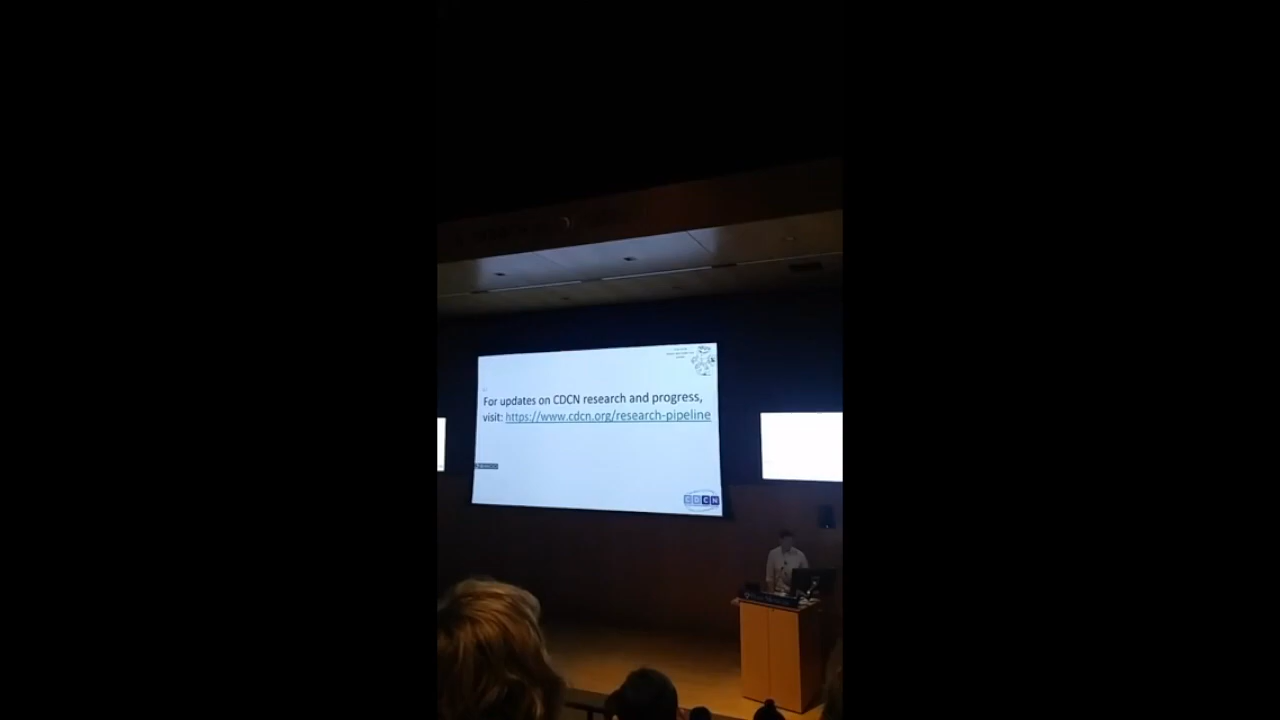 For updates on CDCN research and progress,
visit: https://www.cdcn.org/research-pipeline
CDCN